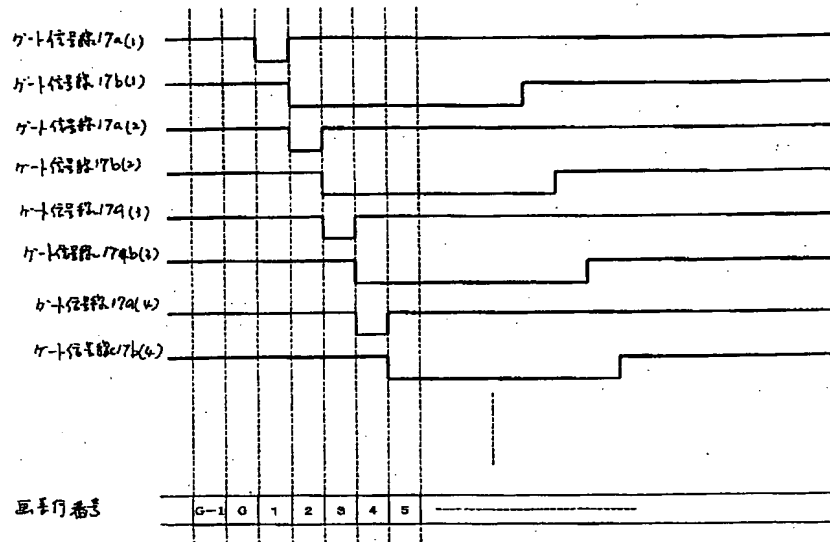 ゲート信号線17a(1)
ゲート信号線17b(1)
ゲート信号線17a(2)
ゲート信号線17b(2)
ゲート信号線17a(3)
ゲート信号線17b(3)
ゲート信号線17a(4)
ゲート信号線17b(4)
画素行番号 G-1 G 1 2 3 4 5